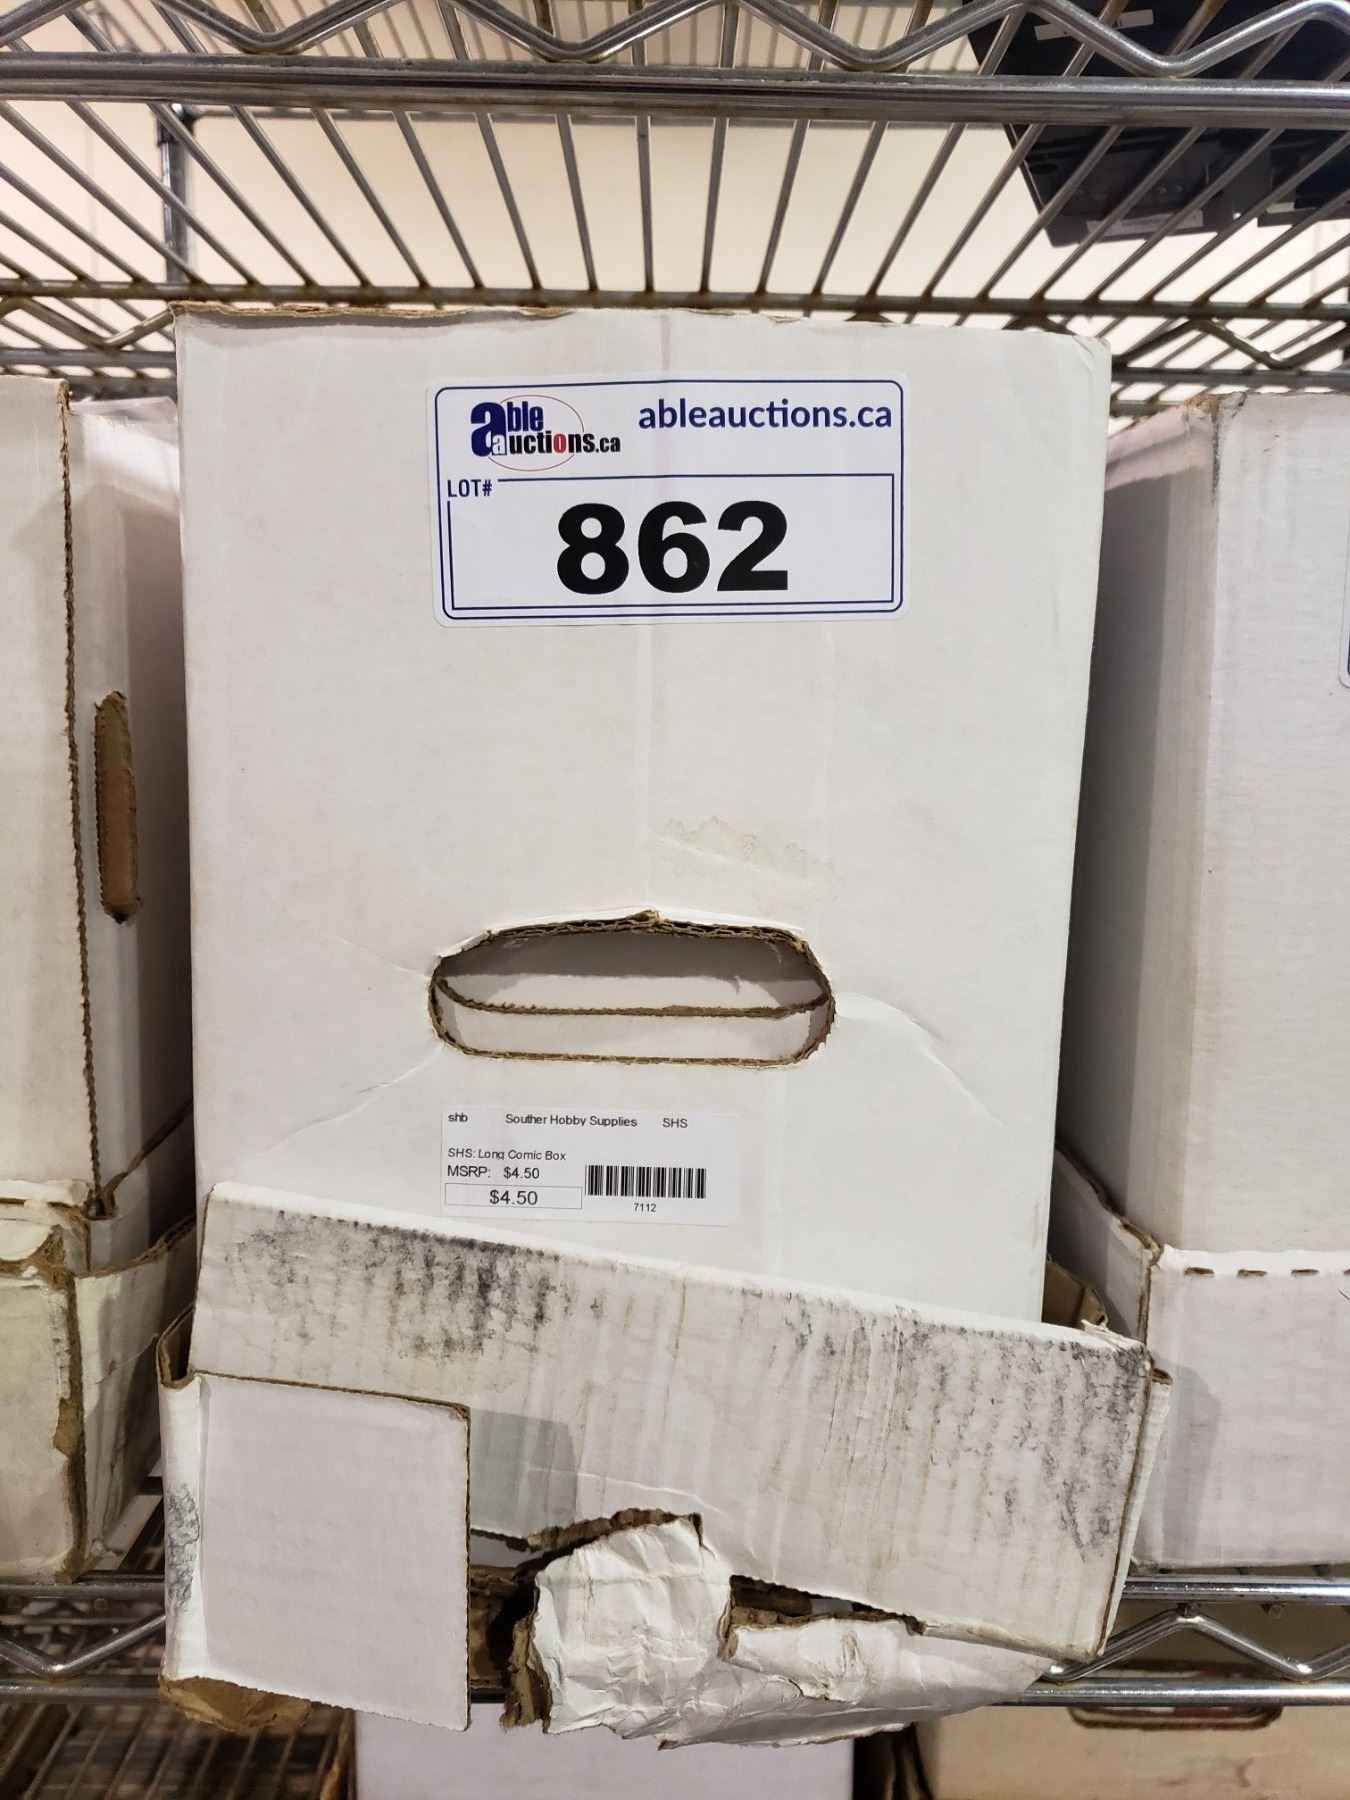 able auctions.ca
ableauctions.ca
LOT#
862
shb Souther Hobby Supplies SHS
SHS: Long Comic Box
MSRP: $4.50
$4.50
7112